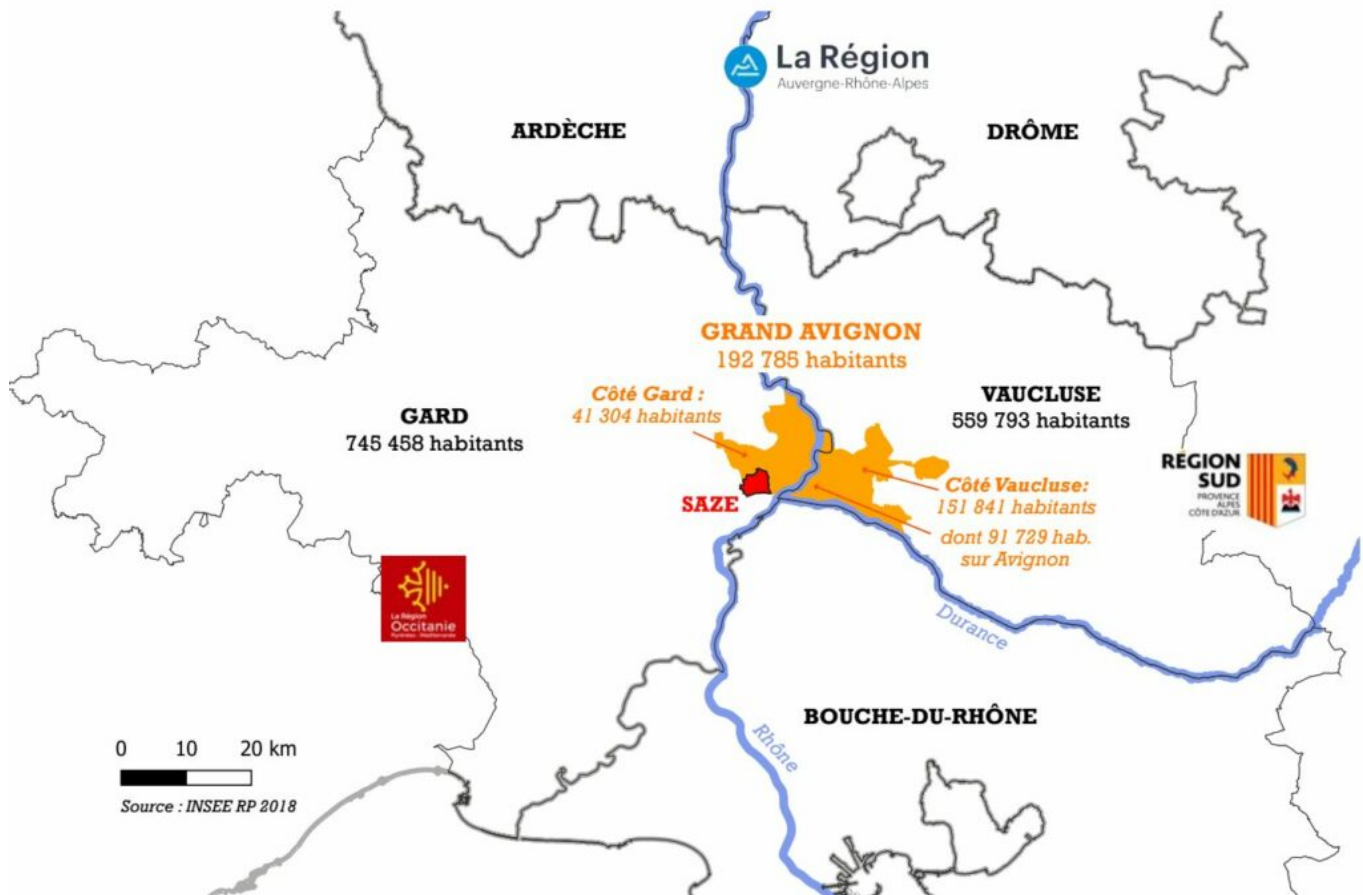 La Région
Auvergne-Rhône-Alpes
ARDÈCHE
DRÔME
GRAND AVIGNON
192 785 habitants
Côté Gard :
41 304 habitants
GARD
745 458 habitants
VAUCLUSE
559 793 habitants
SAZE
Côté Vaucluse:
151 841 habitants
dont 91 729 hab.
sur Avignon
RÉGION
SUD
PROVENCE
ALPES
CÔTE D'AZUR
La Région
Occitanie
Pyrénées - Méditerranée
Durance
Rhône
BOUCHE-DU-RHÔNE
0 10 20 km
Source : INSEE RP 2018